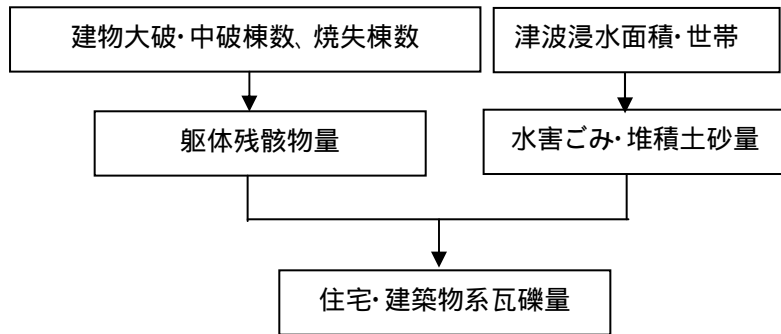 建物大破・中破棟数、焼失棟数
津波浸水面積・世帯
躯体残骸物量
水害ごみ・堆積土砂量
住宅・建築物系瓦礫量